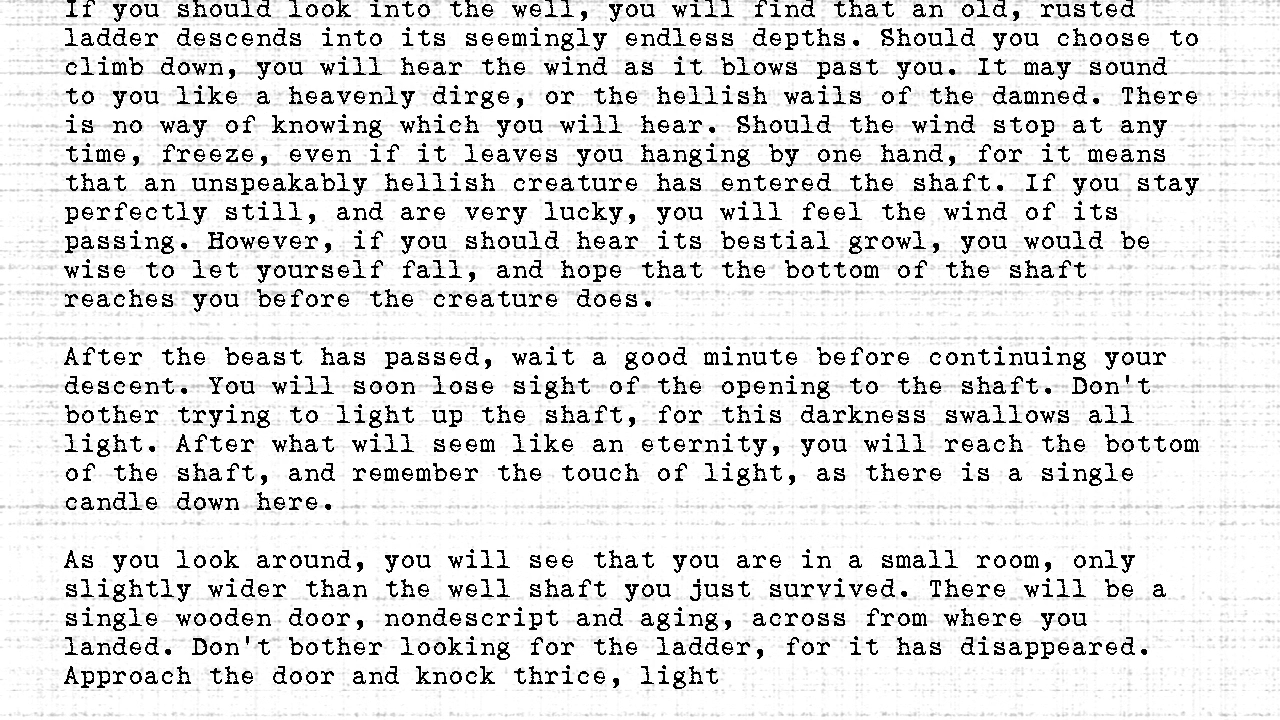 If you should look into the well, you will find that an old, rusted
ladder descends into its seemingly endless depths. Should you choose to
climb down, you will hear the wind as it blows past you. It may sound
to you like a heavenly dirge, or the hellish wails of the damned. There
is no way of knowing which you will hear. Should the wind stop at any
time, freeze, even if it leaves you hanging by one hand, for it means
that an unspeakably hellish creature has entered the shaft. If you stay
perfectly still, and are very lucky, you will feel the wind of its
passing. However, if you should hear its bestial growl, you would be
wise to let yourself fall, and hope that the bottom of the shaft
reaches you before the creature does.

After the beast has passed, wait a good minute before continuing your
descent. You will soon lose sight of the opening to the shaft. Don't
bother trying to light up the shaft, for this darkness swallows all
light. After what will seem like an eternity, you will reach the bottom
of the shaft, and remember the touch of light, as there is a single
candle down here.

As you look around, you will see that you are in a small room, only
slightly wider than the well shaft you just survived. There will be a
single wooden door, nondescript and aging, across from where you
landed. Don't bother looking for the ladder, for it has disappeared.
Approach the door and knock thrice, light